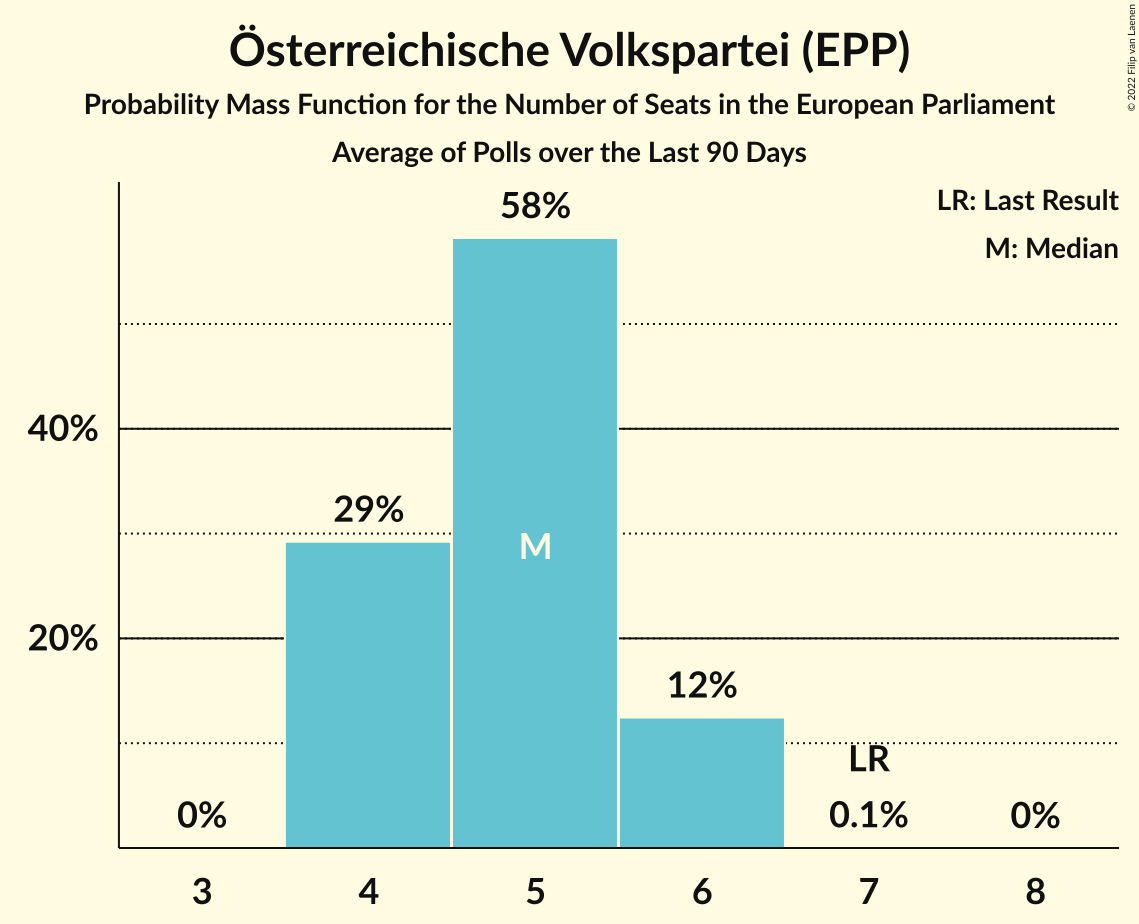 Österreichische Volkspartei (EPP)
Probability Mass Function for the Number of Seats in the European Parliament
Average of Polls over the Last 90 Days
© 2022 Filip van Laenen
LR: Last Result
M: Median
58%
40%
29%
M
20%
12%
LR
0%
0.1%
0%
3 4 5 6 7 8